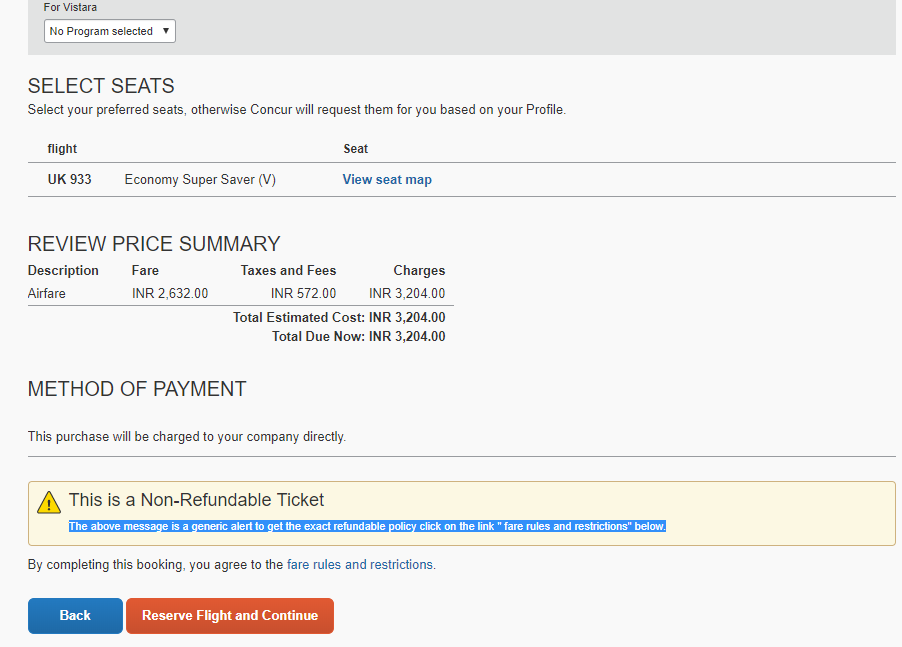 For Vistara
No Program selected
SELECT SEATS
Select your preferred seats, otherwise Concur will request them for you based on your Profile.
flight Seat
UK 933 Economy Super Saver (V) View seat map
REVIEW PRICE SUMMARY
Description Fare Taxes and Fees Charges
Airfare INR 2,632.00 INR 572.00 INR 3,204.00
Total Estimated Cost: INR 3,204.00
Total Due Now: INR 3,204.00
METHOD OF PAYMENT
This purchase will be charged to your company directly.
This is a Non-Refundable Ticket
The above message is a generic alert to get the exact refundable policy click on the link " fare rules and restrictions" below.
By completing this booking, you agree to the fare rules and restrictions.
Back Reserve Flight and Continue